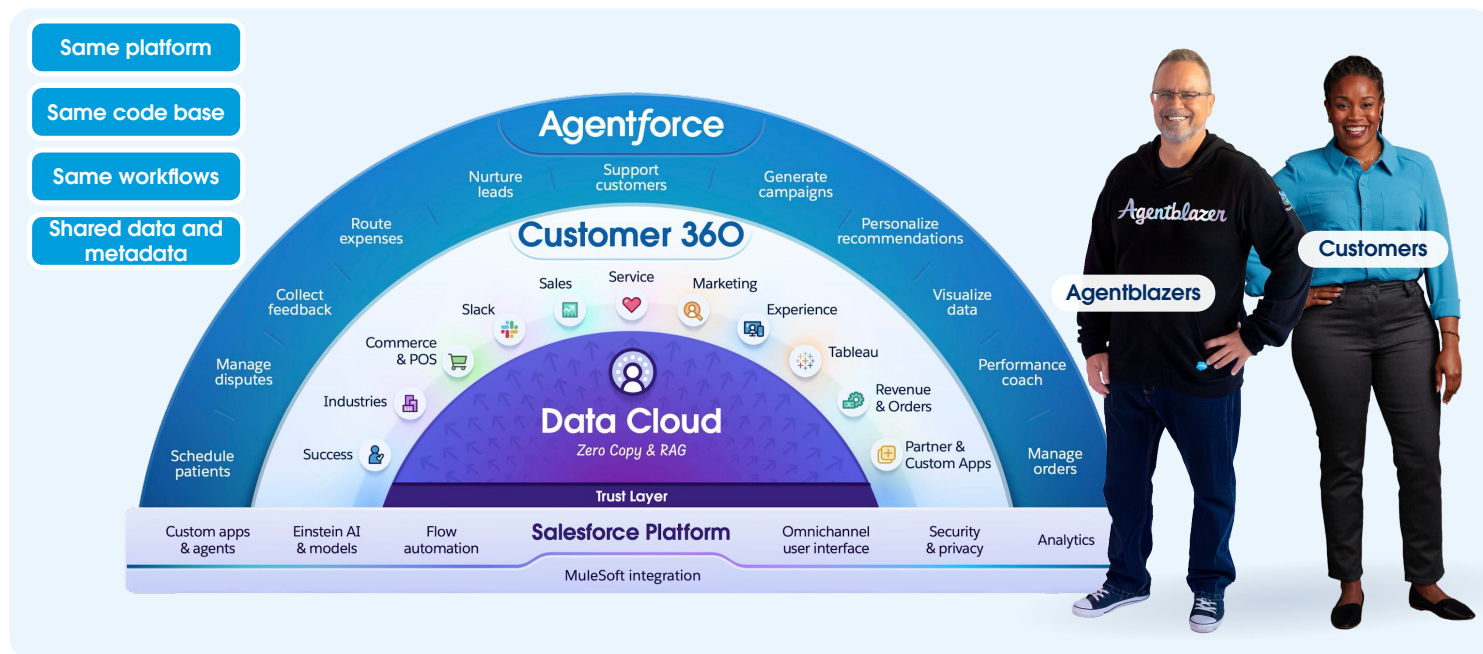 Same platform
Same code base
Same workflows
Shared data and
metadata
Agentforce
Schedule
patients
Manage
disputes
Collect
feedback
Route
expenses
Nurture
leads
Support
customers
Generate
campaigns
Personalize
recommendations
Visualize
data
Performance
coach
Manage
orders
Customer 360
Success
Industries
Commerce
& POS
Slack
Sales
Service
Marketing
Experience
Tableau
Revenue
& Orders
Partner &
Custom Apps
Data Cloud
Zero Copy & RAG
Trust Layer
Salesforce Platform
Custom apps
& agents
Einstein AI
& models
Flow
automation
Omnichannel
user interface
Security
& privacy
Analytics
MuleSoft integration
Agentblazer
Agentblazers
Customers